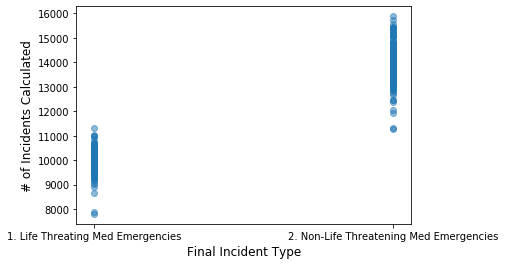 16000
15000
14000
13000
12000
11000
10000
9000
8000
# of Incidents Calculated
1. Life Threating Med Emergencies
2. Non-Life Threatening Med Emergencies
Final Incident Type